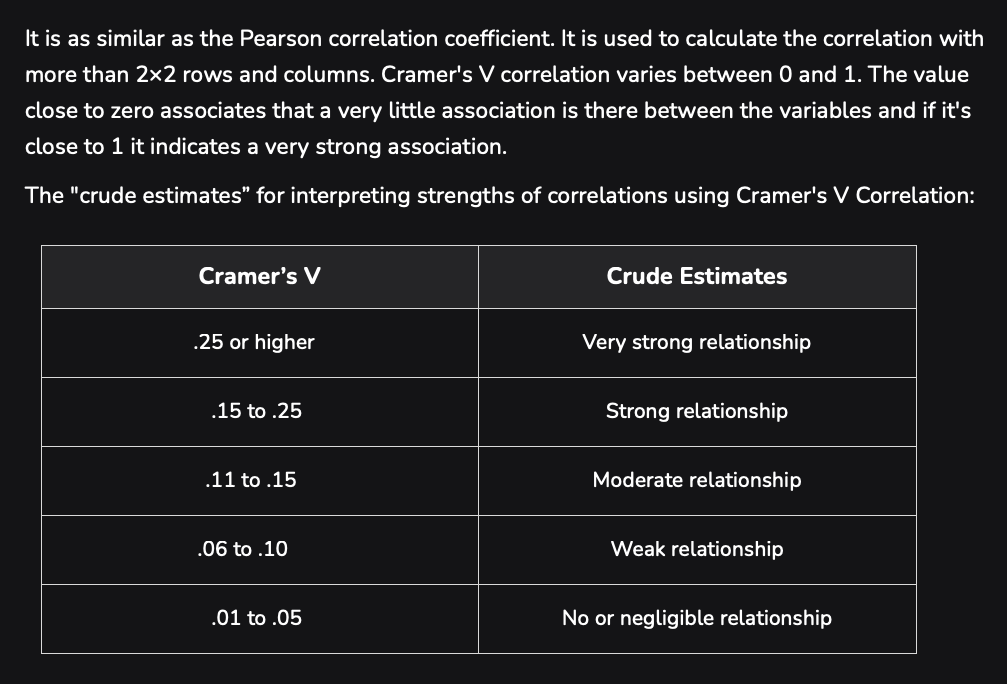 It is as similar as the Pearson correlation coefficient. It is used to calculate the correlation with
more than 2×2 rows and columns. Cramer's V correlation varies between 0 and 1. The value
close to zero associates that a very little association is there between the variables and if it's
close to 1 it indicates a very strong association.
The "crude estimates” for interpreting strengths of correlations using Cramer's V Correlation:
Cramer’s V Crude Estimates
.25 or higher Very strong relationship
.15 to .25 Strong relationship
.11 to .15 Moderate relationship
.06 to .10 Weak relationship
.01 to .05 No or negligible relationship